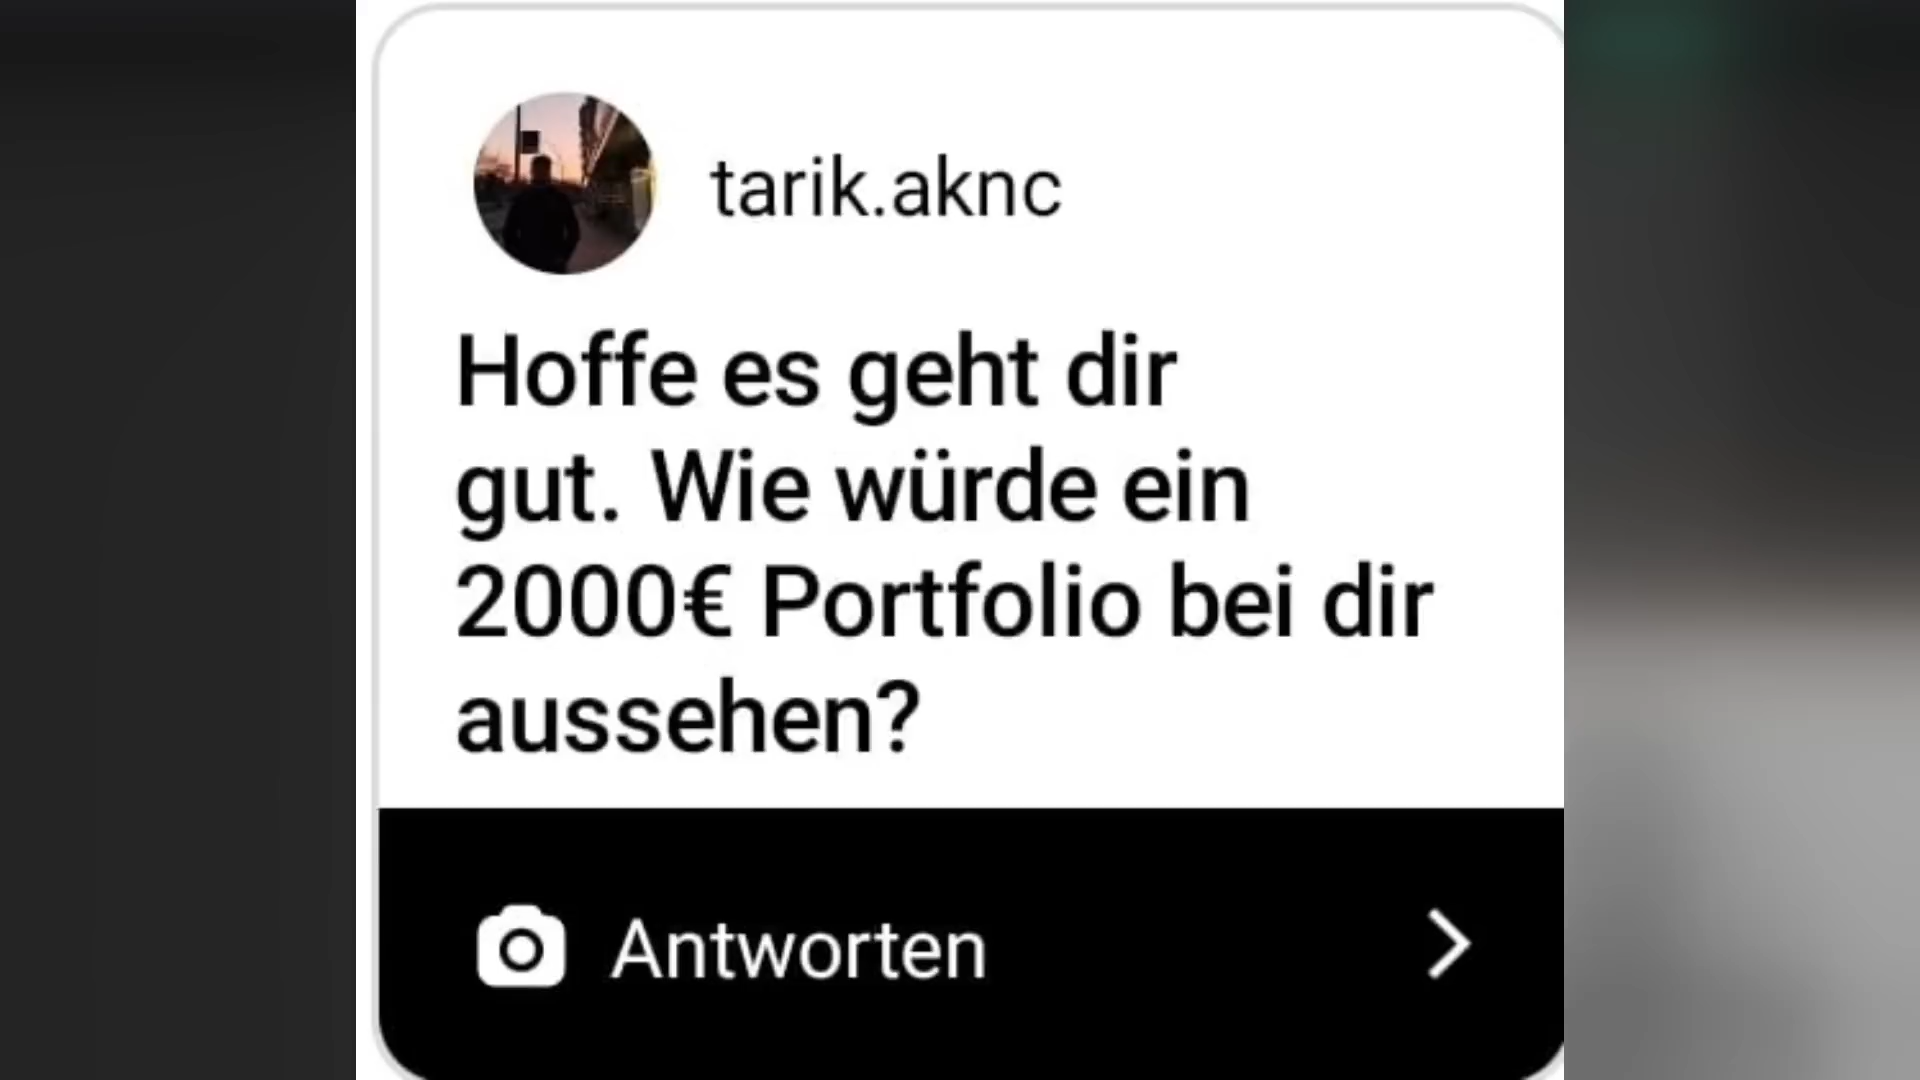 tarik.aknc
Hoffe es geht dir
gut. Wie würde ein
2000€ Portfolio bei dir
aussehen?
Antworten